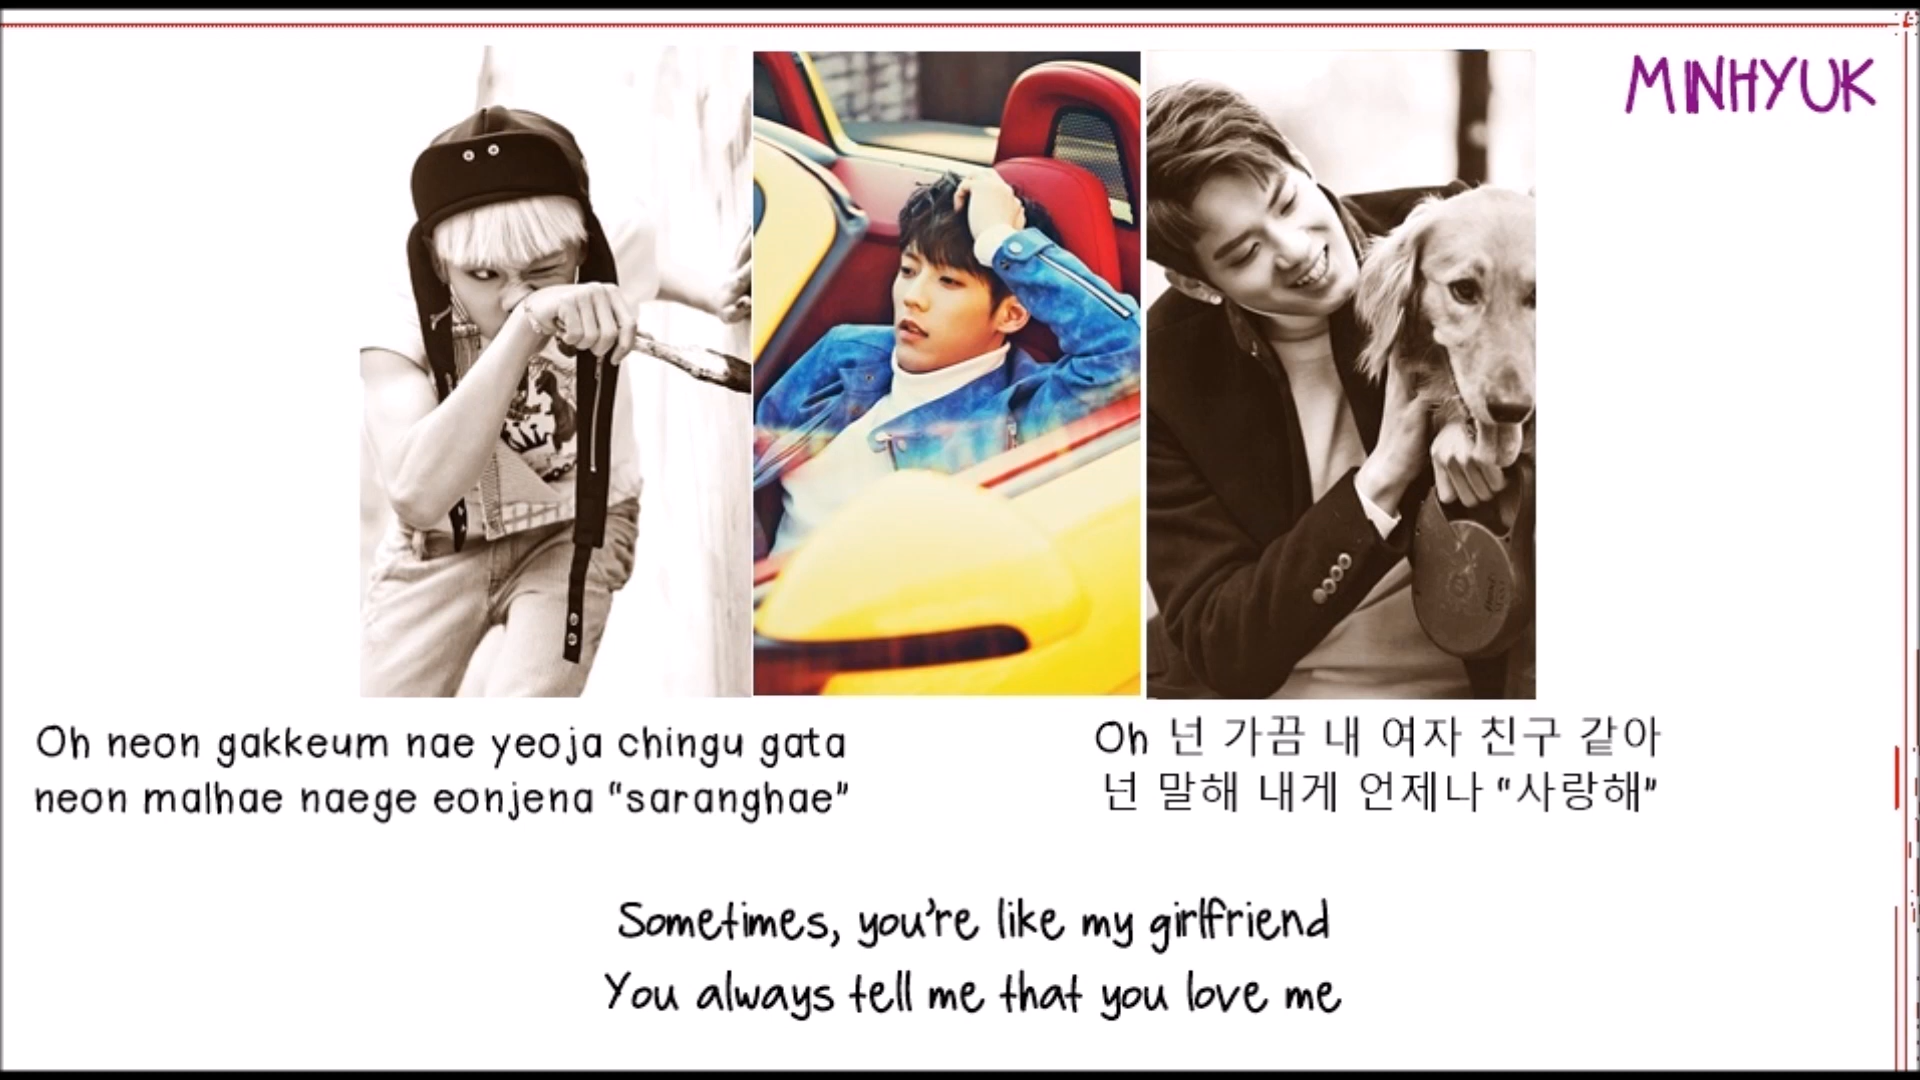 MINHYUK
Oh neon gakkeum nae yeoja chingu gata
neon malhae naege eonjena "saranghae"
Oh 넌 가끔 내 여자 친구 같아
넌 말해 내게 언제나 "사랑해"
Sometimes, you're like my girlfriend
You always tell me that you love me